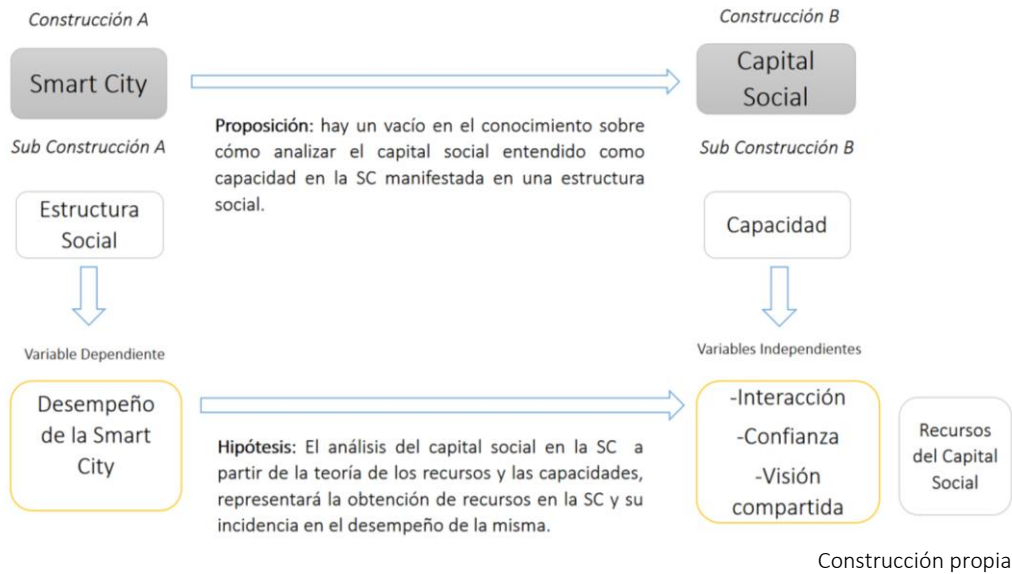 Construcción A
Construcción B
Smart City
Capital
Social
Proposición: hay un vacío en el conocimiento sobre
cómo analizar el capital social entendido como
capacidad en la SC manifestada en una estructura
social.
Sub Construcción A
Sub Construcción B
Estructura
Social
Capacidad
Variable Dependiente
Variables Independientes
Desempeño
de la Smart
City
Hipótesis: El análisis del capital social en la SC a
partir de la teoría de los recursos y las capacidades,
representará la obtención de recursos en la SC y su
incidencia en el desempeño de la misma.
-Interacción
-Confianza
-Visión
compartida
Recursos
del Capital
Social
Construcción propia